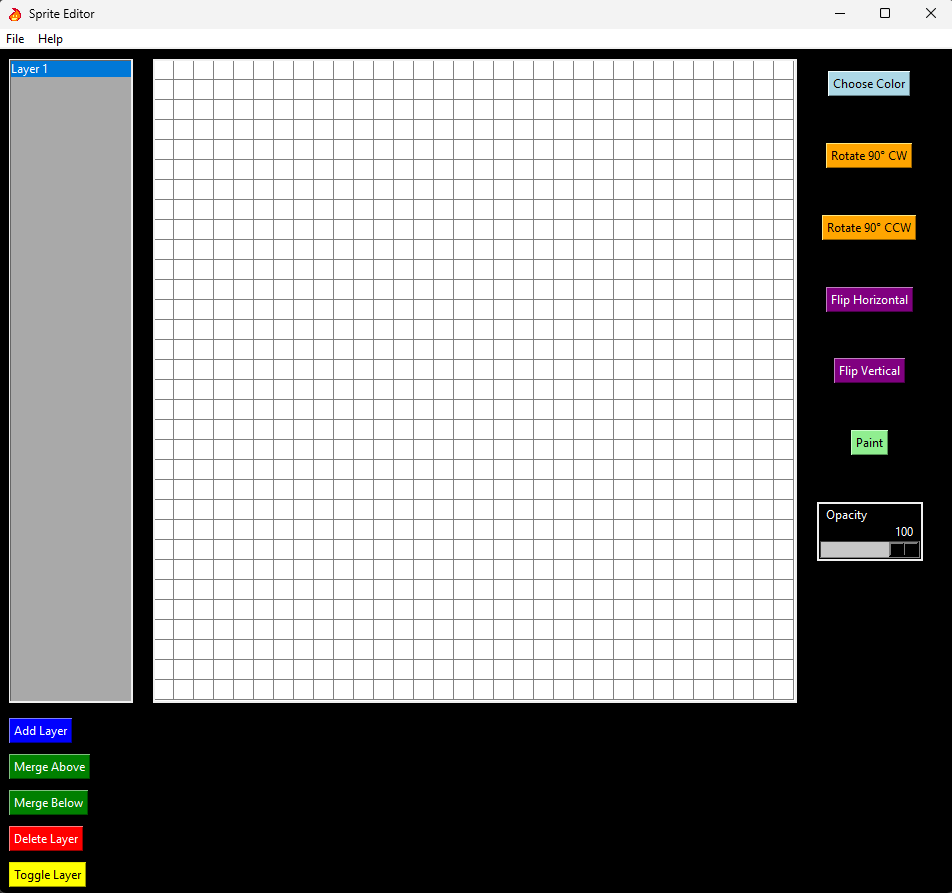 Sprite Editor
File Help
Layer 1
Choose Color
Rotate 90° CW
Rotate 90° CCW
Flip Horizontal
Flip Vertical
Paint
Opacity
100
Add Layer
Merge Above
Merge Below
Delete Layer
Toggle Layer